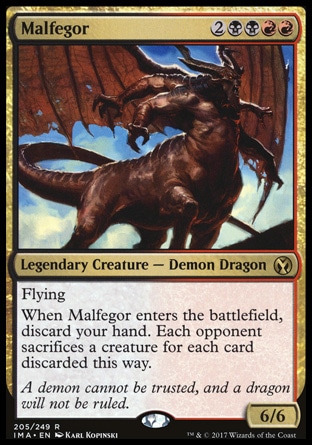 Malfegor 2
Legendary Creature — Demon Dragon
Flying
When Malfegor enters the battlefield,
discard your hand. Each opponent
sacrifices a creature for each card
discarded this way.
A demon cannot be trusted, and a dragon
will not be ruled.
6/6
205/249 R
IMA • EN Karl Kopinski ™ & © 2017 Wizards of the Coast